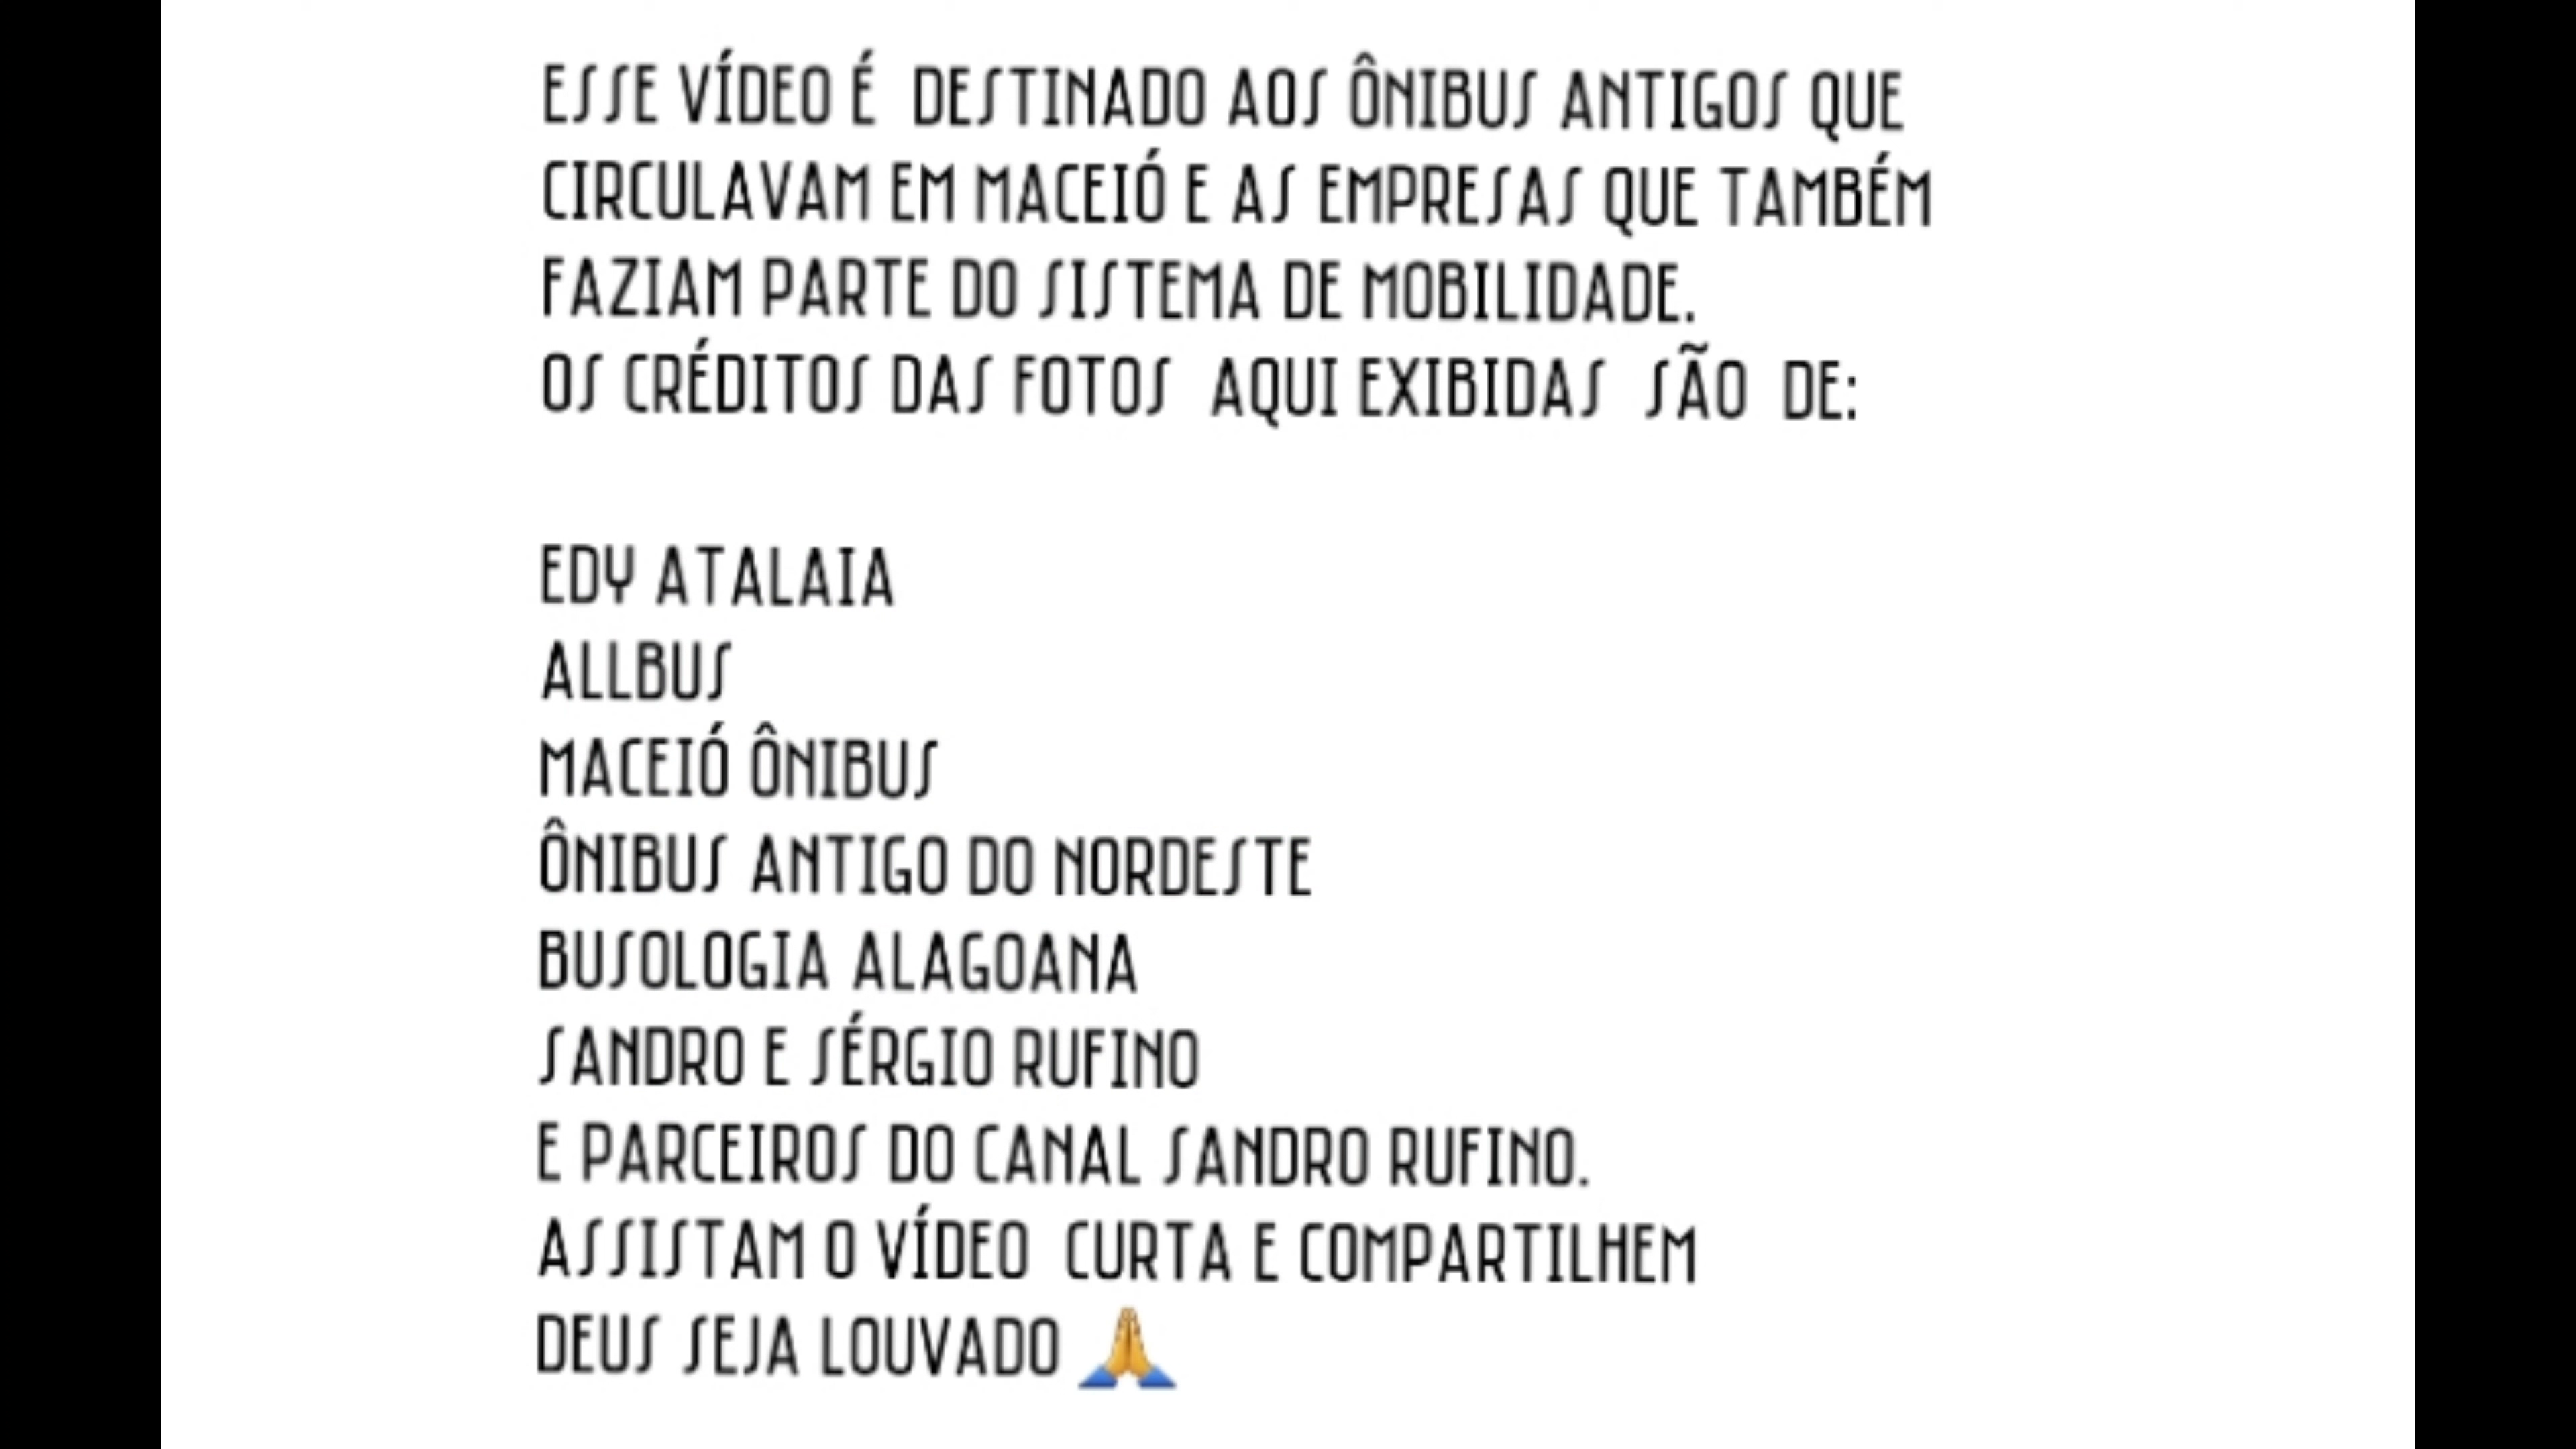 ESSE VÍDEO É DESTINADO AOS ÔNIBUS ANTIGOS QUE
CIRCULAVAM EM MACEIÓ E AS EMPRESAS QUE TAMBÉM
FAZIAM PARTE DO SISTEMA DE MOBILIDADE.
OS CRÉDITOS DAS FOTOS AQUI EXIBIDAS SÃO DE:
EDY ATALAIA
ALLBUS
MACEIÓ ÔNIBUS
ÔNIBUS ANTIGO DO NORDESTE
BUSOLOGIA ALAGOANA
SANDRO E SÉRGIO RUFINO
E PARCEIROS DO CANAL SANDRO RUFINO.
ASSISTAM O VÍDEO CURTA E COMPARTILHEM
DEUS SEJA LOUVADO 🙏